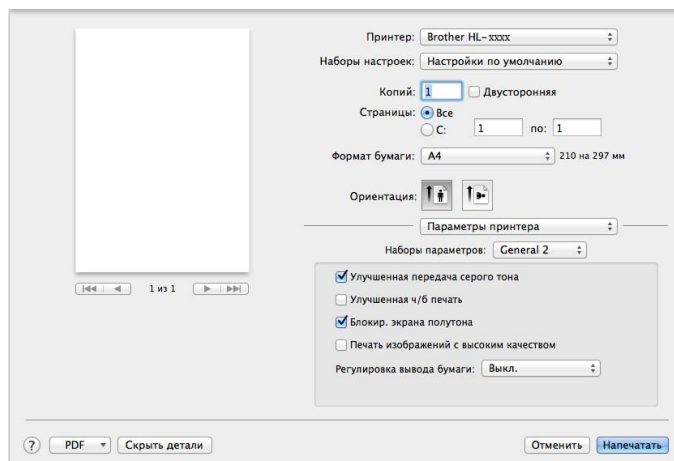 Принтер: Brother HL-xxxx
Наборы настроек: Настройки по умолчанию
Копий: 1 Двусторонняя
Страницы: Все
С: 1 по: 1
Формат бумаги: A4 210 на 297 мм
Ориентация:
Параметры принтера
Наборы параметров: General 2
Улучшенная передача серого тона
Улучшенная ч/б печать
Блокир. экрана полутона
Печать изображений с высоким качеством
Регулировка вывода бумаги: Выкл.
1 из 1
? PDF Скрыть детали Отменить Напечатать